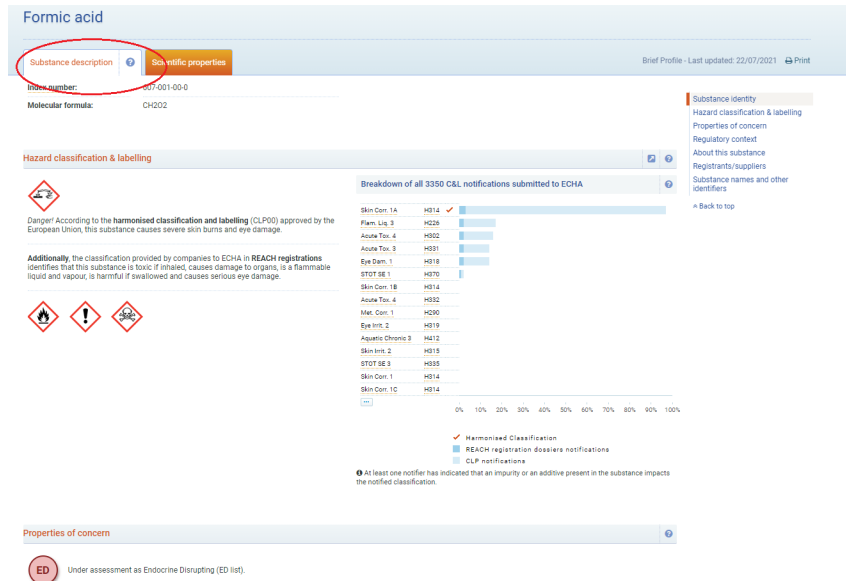 Formic acid
Substance description
?
Scientific properties
Brief Profile - Last updated: 22/07/2021 Print
Index number: 607-001-00-0
Molecular formula: CH2O2
Substance identity
Hazard classification & labelling
Properties of concern
Regulatory context
About this substance
Registrants/suppliers
Substance names and other
identifiers
Back to top
Hazard classification & labelling ?
Danger! According to the harmonised classification and labelling (CLP00) approved by the
European Union, this substance causes severe skin burns and eye damage.
Additionally, the classification provided by companies to ECHA in REACH registrations
identifies that this substance is toxic if inhaled, causes damage to organs, is a flammable
liquid and vapour, is harmful if swallowed and causes serious eye damage.
Breakdown of all 3350 C&L notifications submitted to ECHA ?
Skin Corr. 1A H314 ✓
Flam. Liq. 3 H226
Acute Tox. 4 H302
Acute Tox. 3 H331
Eye Dam. 1 H318
STOT SE 1 H370
Skin Corr. 1B H314
Acute Tox. 4 H332
Met. Corr. 1 H290
Eye Irrit. 2 H319
Aquatic Chronic 3 H412
Skin Irrit. 2 H315
STOT SE 3 H335
Skin Corr. 1 H314
Skin Corr. 1C H314
...
0% 10% 20% 30% 40% 50% 60% 70% 80% 90% 100%
✓ Harmonised Classification
REACH registration dossiers notifications
CLP notifications
At least one notifier has indicated that an impurity or an additive present in the substance impacts
the notified classification.
Properties of concern ?
ED Under assessment as Endocrine Disrupting (ED list).